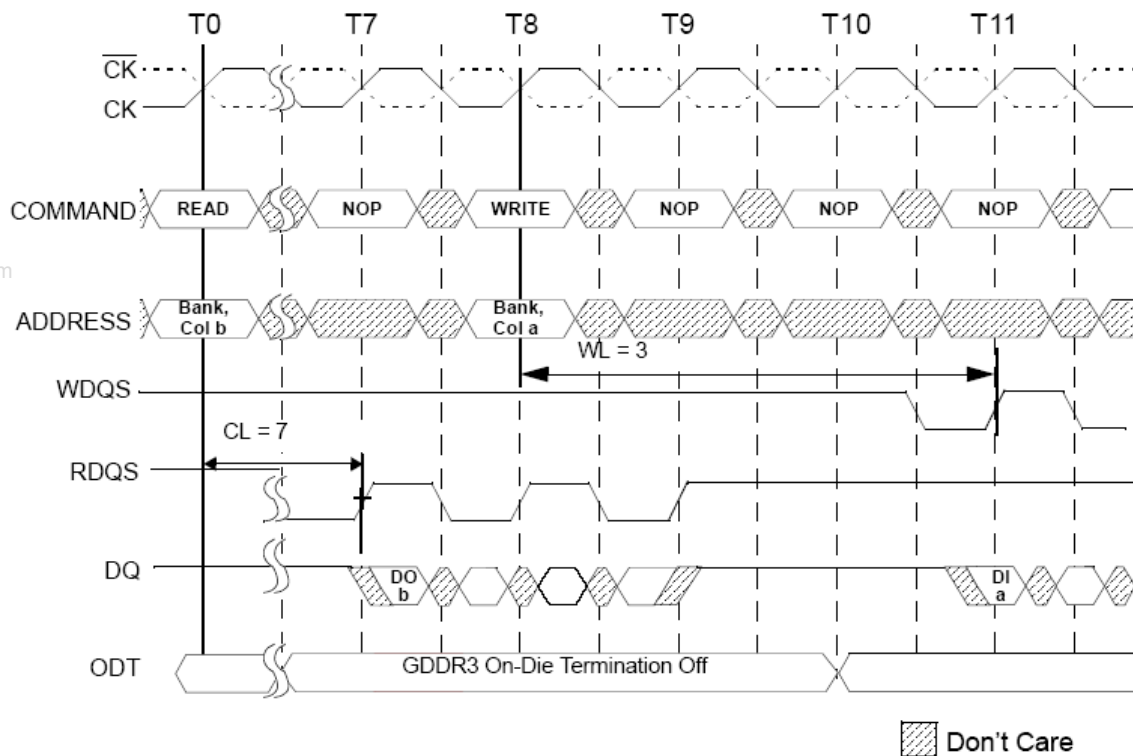 T0 T7 T8 T9 T10 T11
CK
CK
COMMAND READ NOP WRITE NOP NOP NOP
m
ADDRESS Bank, Col b Bank, Col a
WL = 3
WDQS
CL = 7
RDQS
DQ DO b DI a
ODT GDDR3 On-Die Termination Off
Don't Care